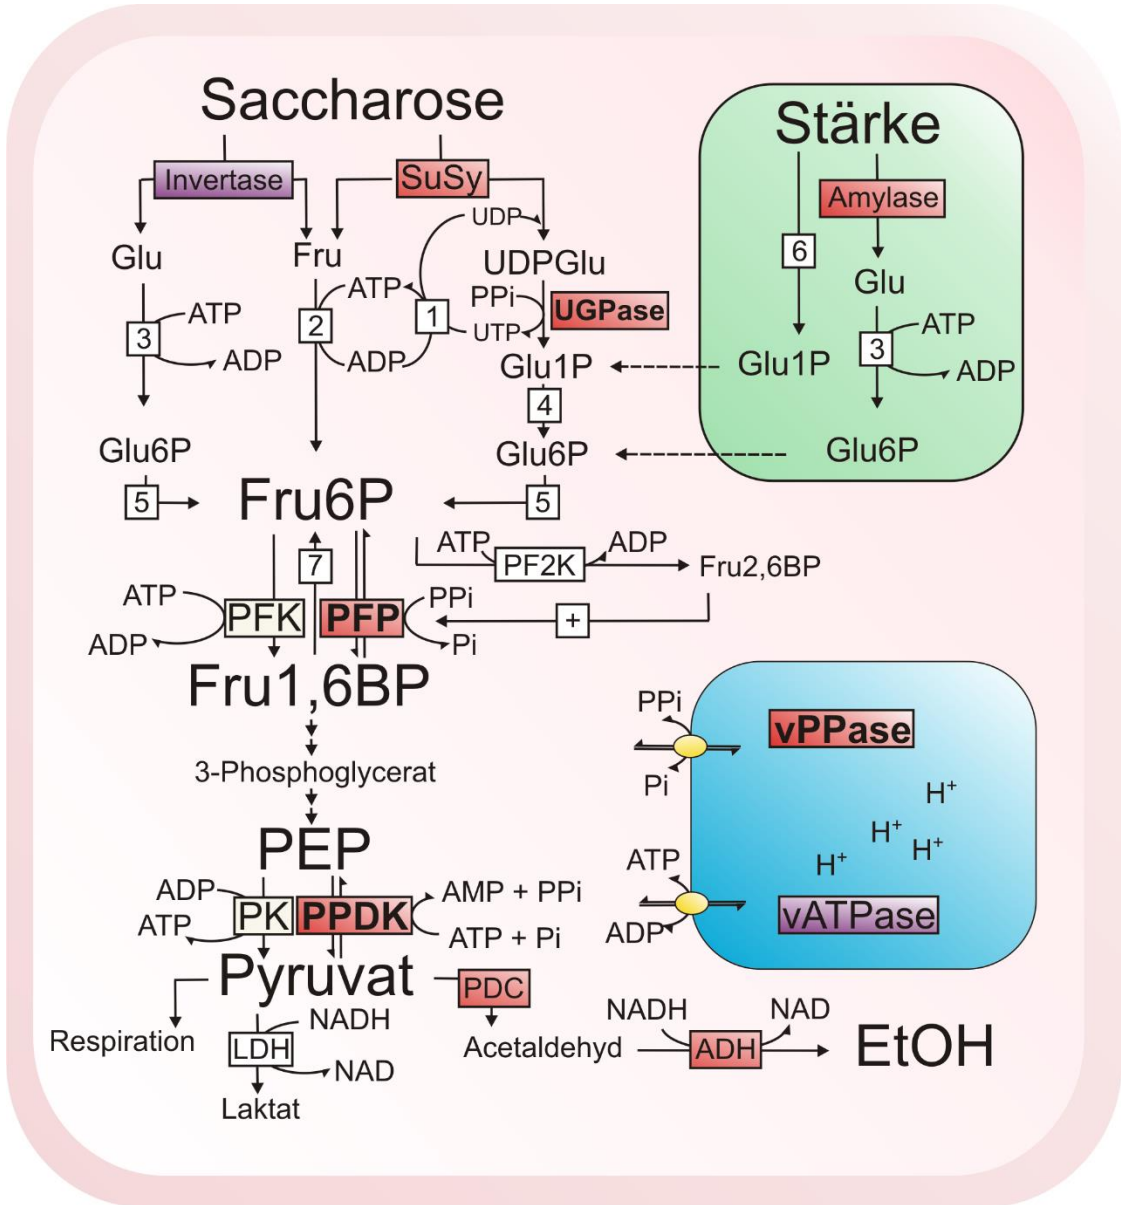 Saccharose
Stärke
Invertase
SuSy
Amylase
UDP
Glu
Fru
UDPGlu
6
Glu
ATP
PPi
UGPase
ATP
3
2
1
UTP
ATP
3
ADP
ADP
Glu1P
Glu1P
ADP
4
Glu6P
Glu6P
Glu6P
5
Fru6P
5
7
ATP
PF2K
ADP
Fru2,6BP
ATP
PFK
PFP
PPi
+
ADP
Pi
Fru1,6BP
PPi
vPPase
3-Phosphoglycerat
Pi
H+
PEP
H+
H+
ATP
H+
ADP
AMP + PPi
PK
PPDK
vATPase
ATP
ATP + Pi
ADP
Pyruvat
PDC
NADH
NADH
NAD
Respiration
LDH
Acetaldehyd
ADH
EtOH
NAD
Laktat